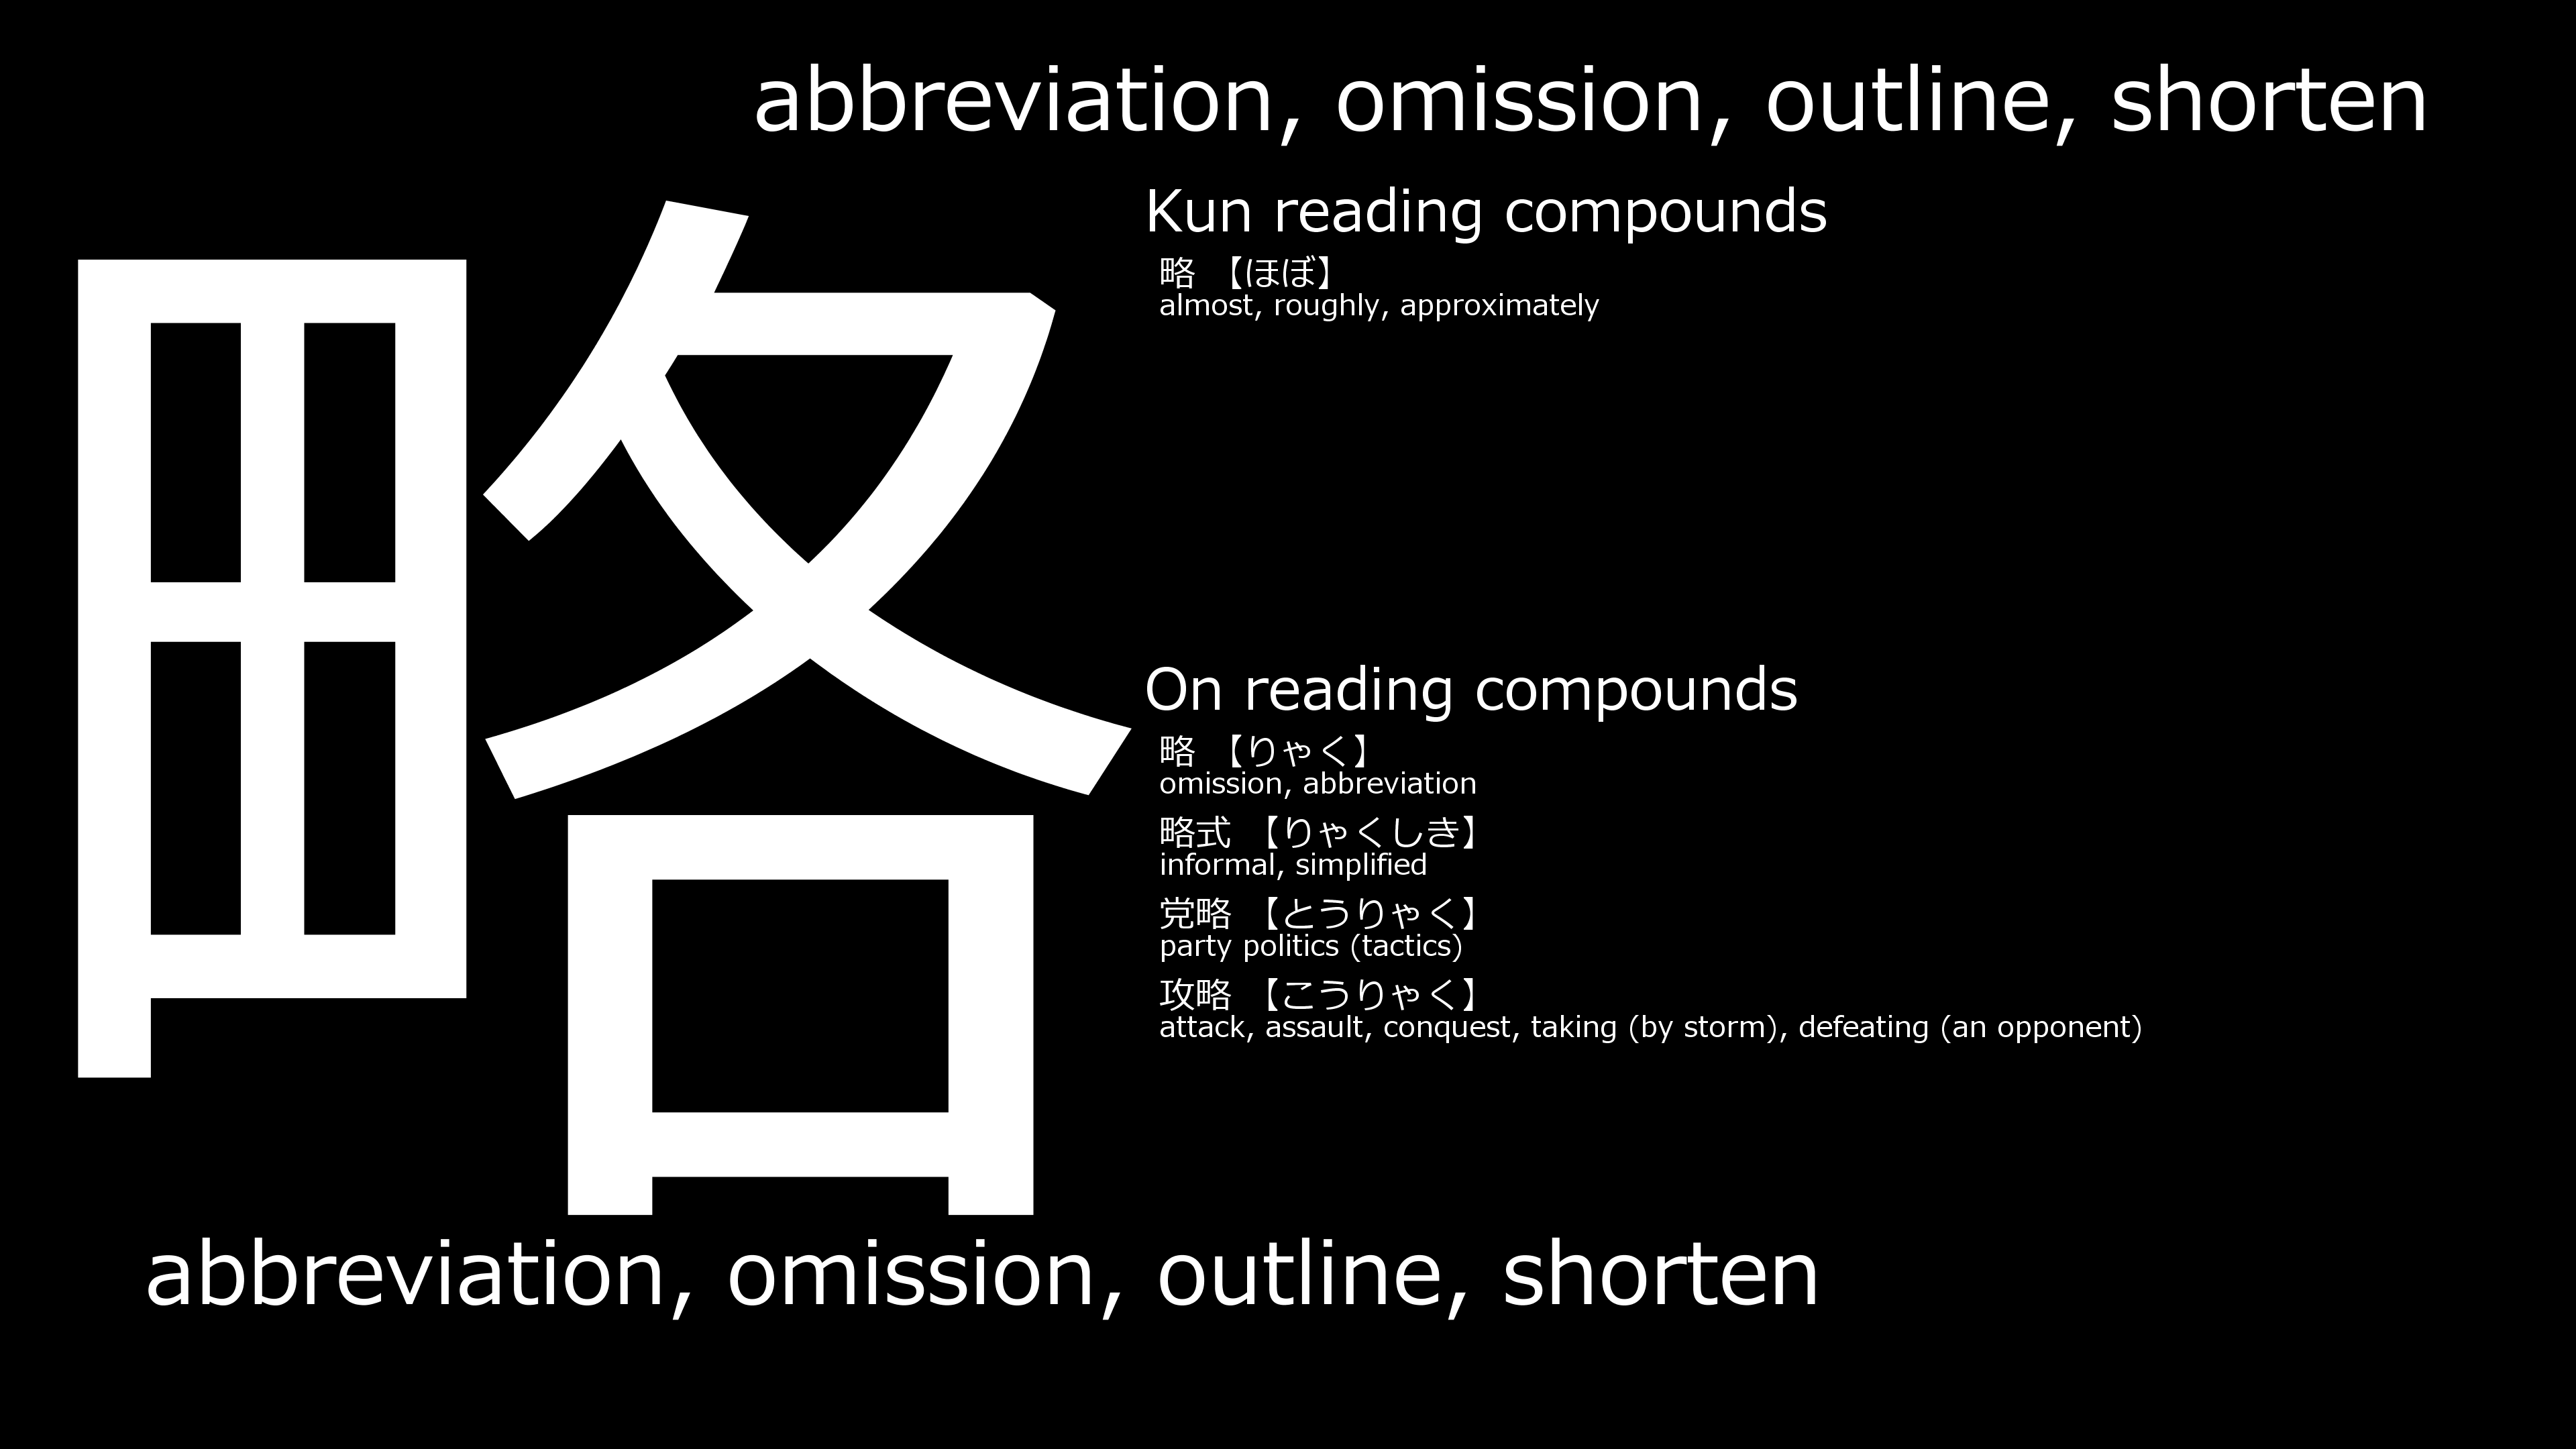 abbreviation, omission, outline, shorten
略
Kun reading compounds
略 【ほぼ】
almost, roughly, approximately
On reading compounds
略 【りゃく】
omission, abbreviation
略式 【りゃくしき】
informal, simplified
党略 【とうりゃく】
party politics (tactics)
攻略 【こうりゃく】
attack, assault, conquest, taking (by storm), defeating (an opponent)
abbreviation, omission, outline, shorten